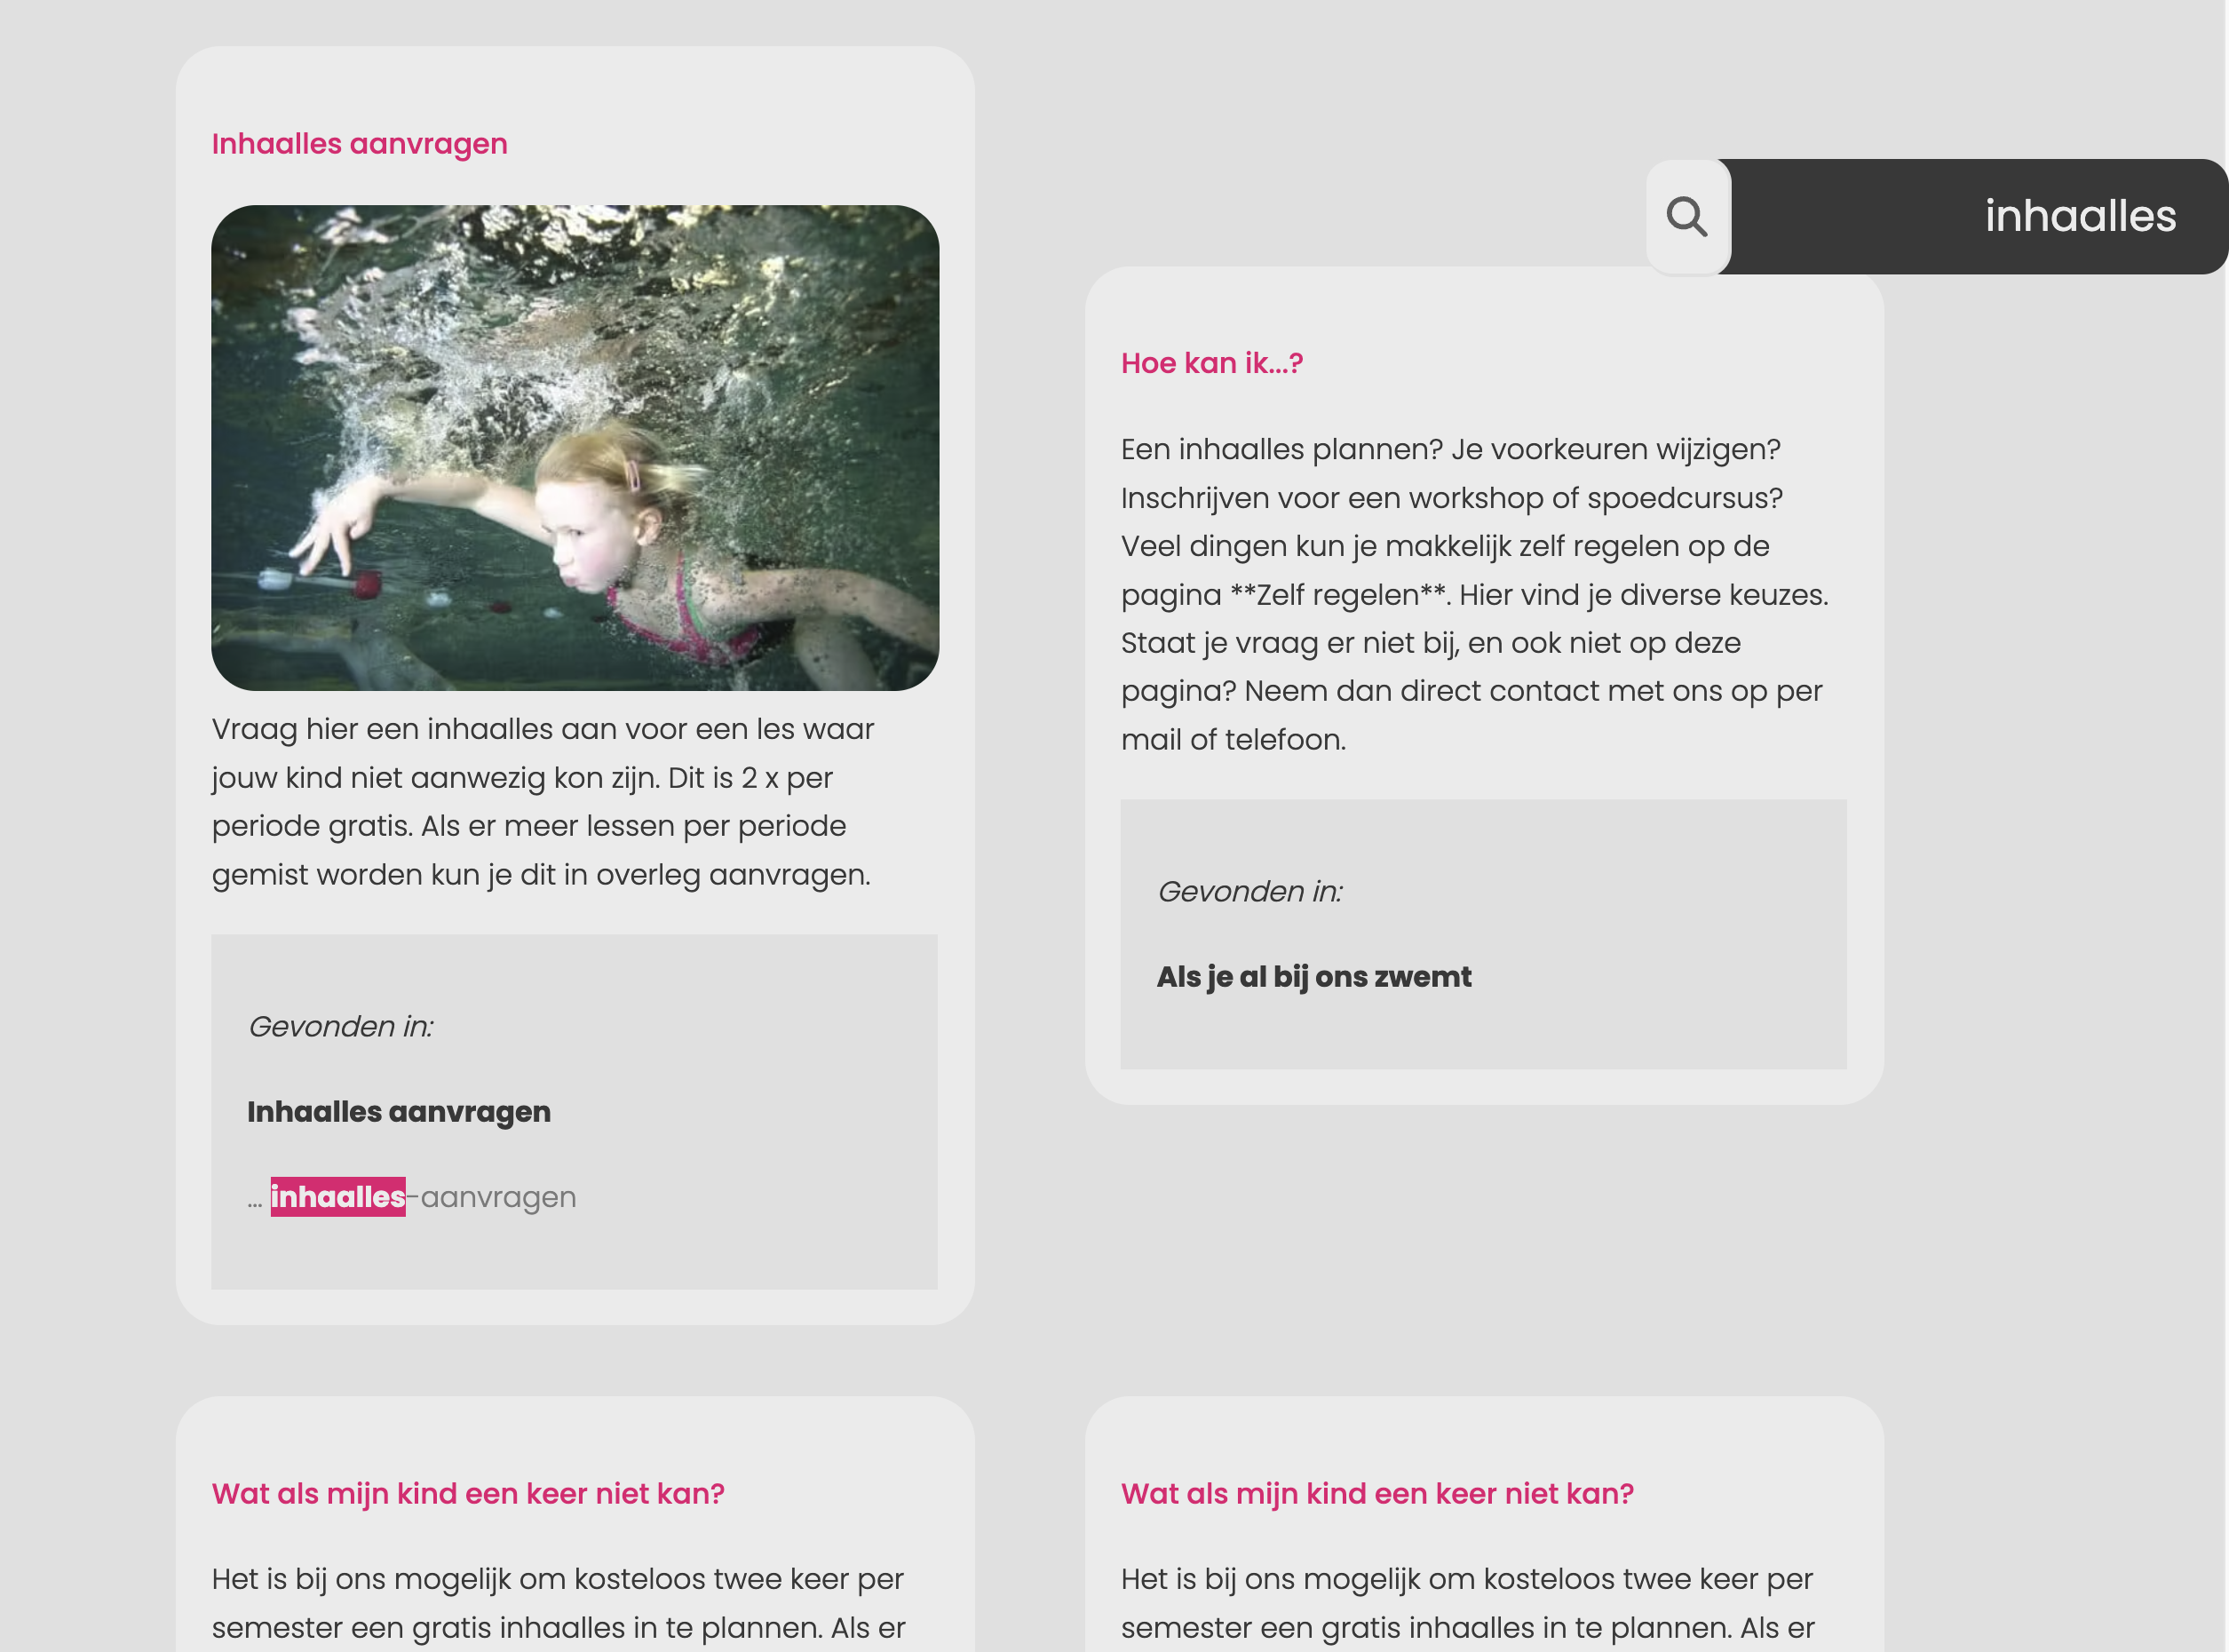 Inhaalles aanvragen
Vraag hier een inhaalles aan voor een les waar
jouw kind niet aanwezig kon zijn. Dit is 2 x per
periode gratis. Als er meer lessen per periode
gemist worden kun je dit in overleg aanvragen.
Gevonden in:
Inhaalles aanvragen
... inhaalles-aanvragen
inhaalles
Hoe kan ik...?
Een inhaalles plannen? Je voorkeuren wijzigen?
Inschrijven voor een workshop of spoedcursus?
Veel dingen kun je makkelijk zelf regelen op de
pagina **Zelf regelen**. Hier vind je diverse keuzes.
Staat je vraag er niet bij, en ook niet op deze
pagina? Neem dan direct contact met ons op per
mail of telefoon.
Gevonden in:
Als je al bij ons zwemt
Wat als mijn kind een keer niet kan?
Het is bij ons mogelijk om kosteloos twee keer per
semester een gratis inhaalles in te plannen. Als er
Wat als mijn kind een keer niet kan?
Het is bij ons mogelijk om kosteloos twee keer per
semester een gratis inhaalles in te plannen. Als er